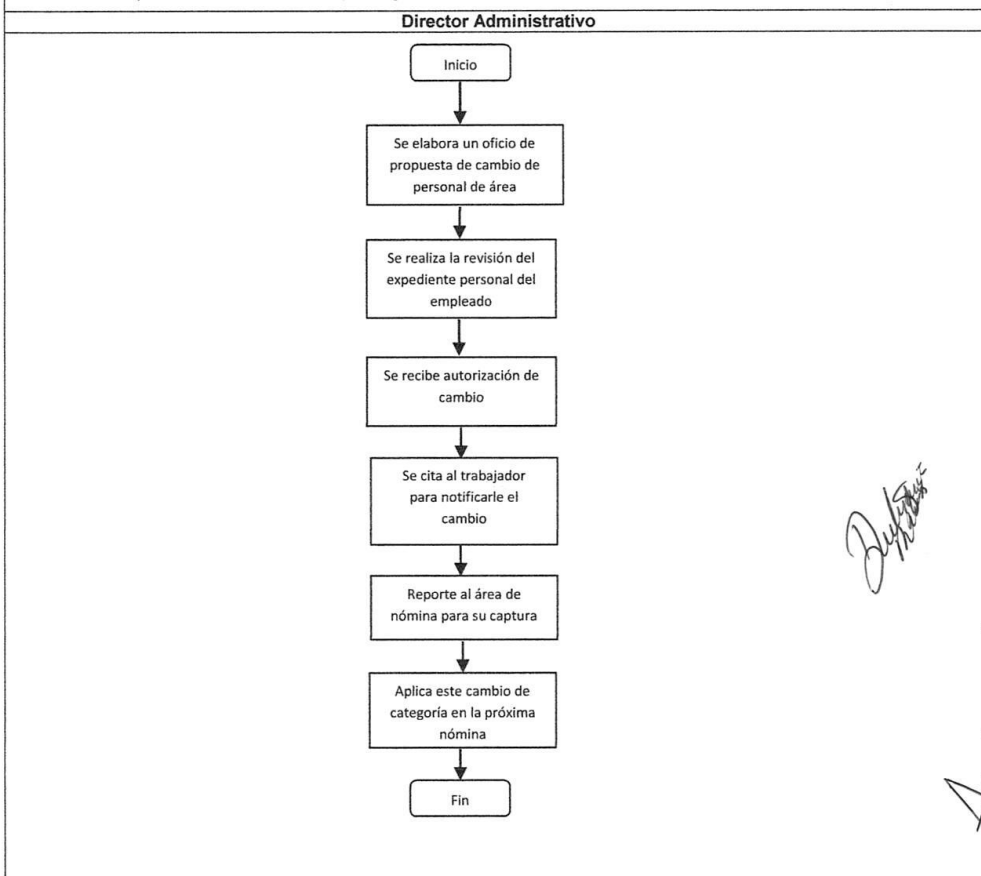 Director Administrativo
Inicio
Se elabora un oficio de
propuesta de cambio de
personal de área
Se realiza la revisión del
expediente personal del
empleado
Se recibe autorización de
cambio
Se cita al trabajador
para notificarle el
cambio
Reporte al área de
nómina para su captura
Aplica este cambio de
categoría en la próxima
nómina
Fin